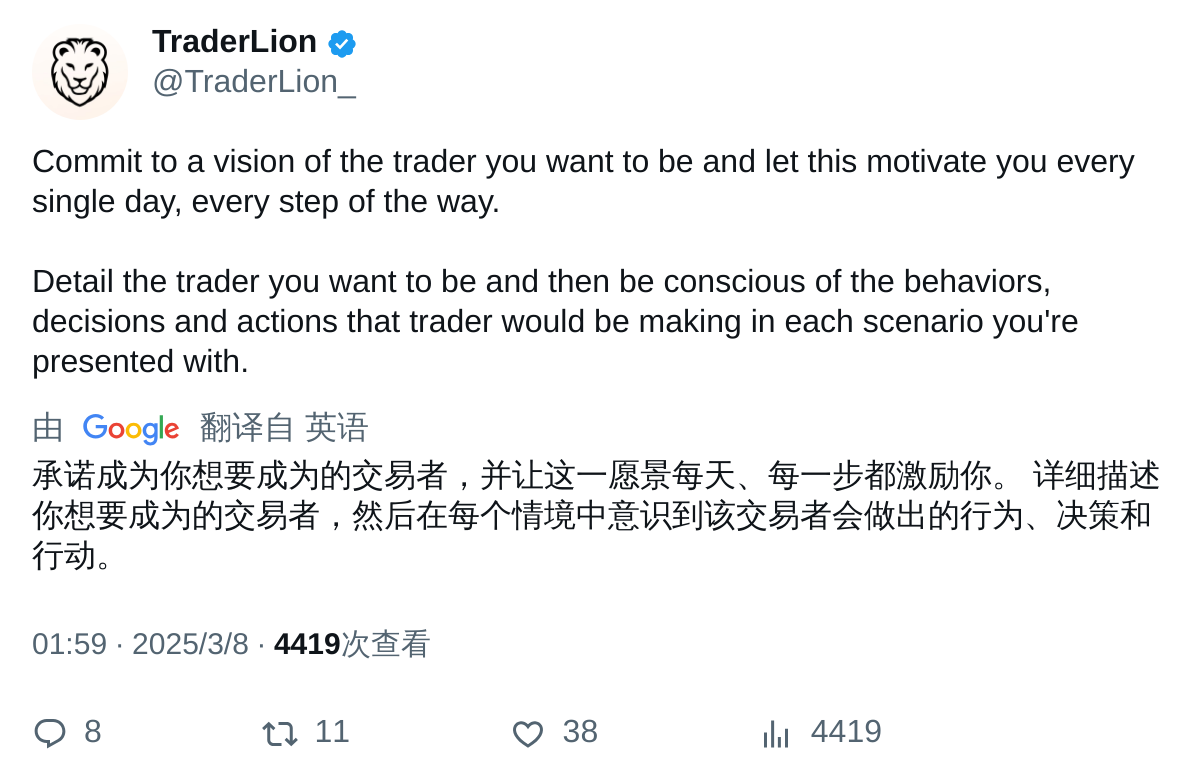 TraderLion
@TraderLion_
Commit to a vision of the trader you want to be and let this motivate you every
single day, every step of the way.
Detail the trader you want to be and then be conscious of the behaviors,
decisions and actions that trader would be making in each scenario you're
presented with.
由 Google 翻译自 英语
承诺成为你想要成为的交易者，并让这一愿景每天、每一步都激励你。 详细描述
你想要成为的交易者，然后在每个情境中意识到该交易者会做出的行为、决策和
行动。
01:59 · 2025/3/8 · 4419次查看
8 11 38 4419